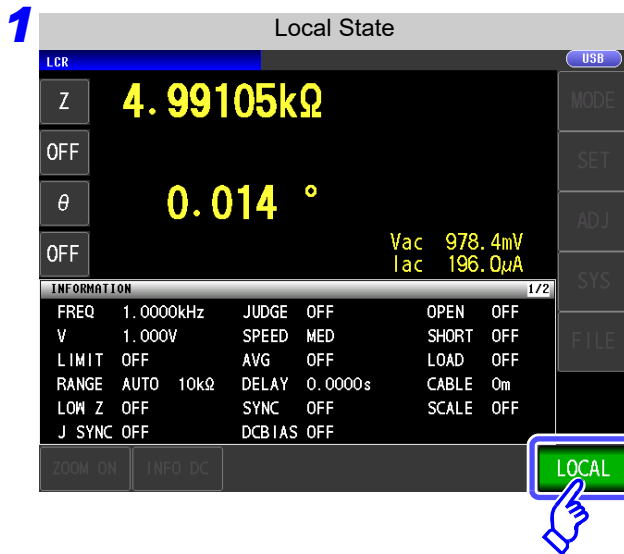 1
Local State
LCR USB
Z 4.99105kΩ MODE
OFF SET
θ 0.014 ° ADJ
OFF Vac 978.4mV
Iac 196.0μA SYS
INFORMATION 1/2
FREQ 1.0000kHz JUDGE OFF OPEN OFF
V 1.000V SPEED MED SHORT OFF FILE
LIMIT OFF AVG OFF LOAD OFF
RANGE AUTO 10kΩ DELAY 0.0000s CABLE 0m
LOW Z OFF SYNC OFF SCALE OFF
J SYNC OFF DCBIAS OFF
ZOOM ON INFO DC LOCAL